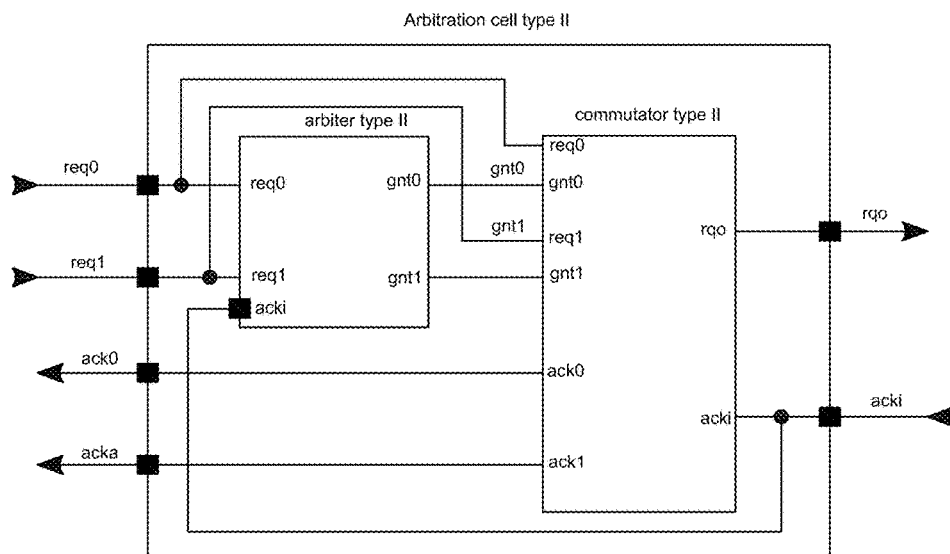 Arbitration cell type II
arbiter type II
commutator type II
req0
req0
gnt0
gnt0
req0
gnt0
req1
req1
gnt1
gnt1
req1
gnt1
rqo
rqo
acki
ack0
ack0
acki
acki
acka
ack1